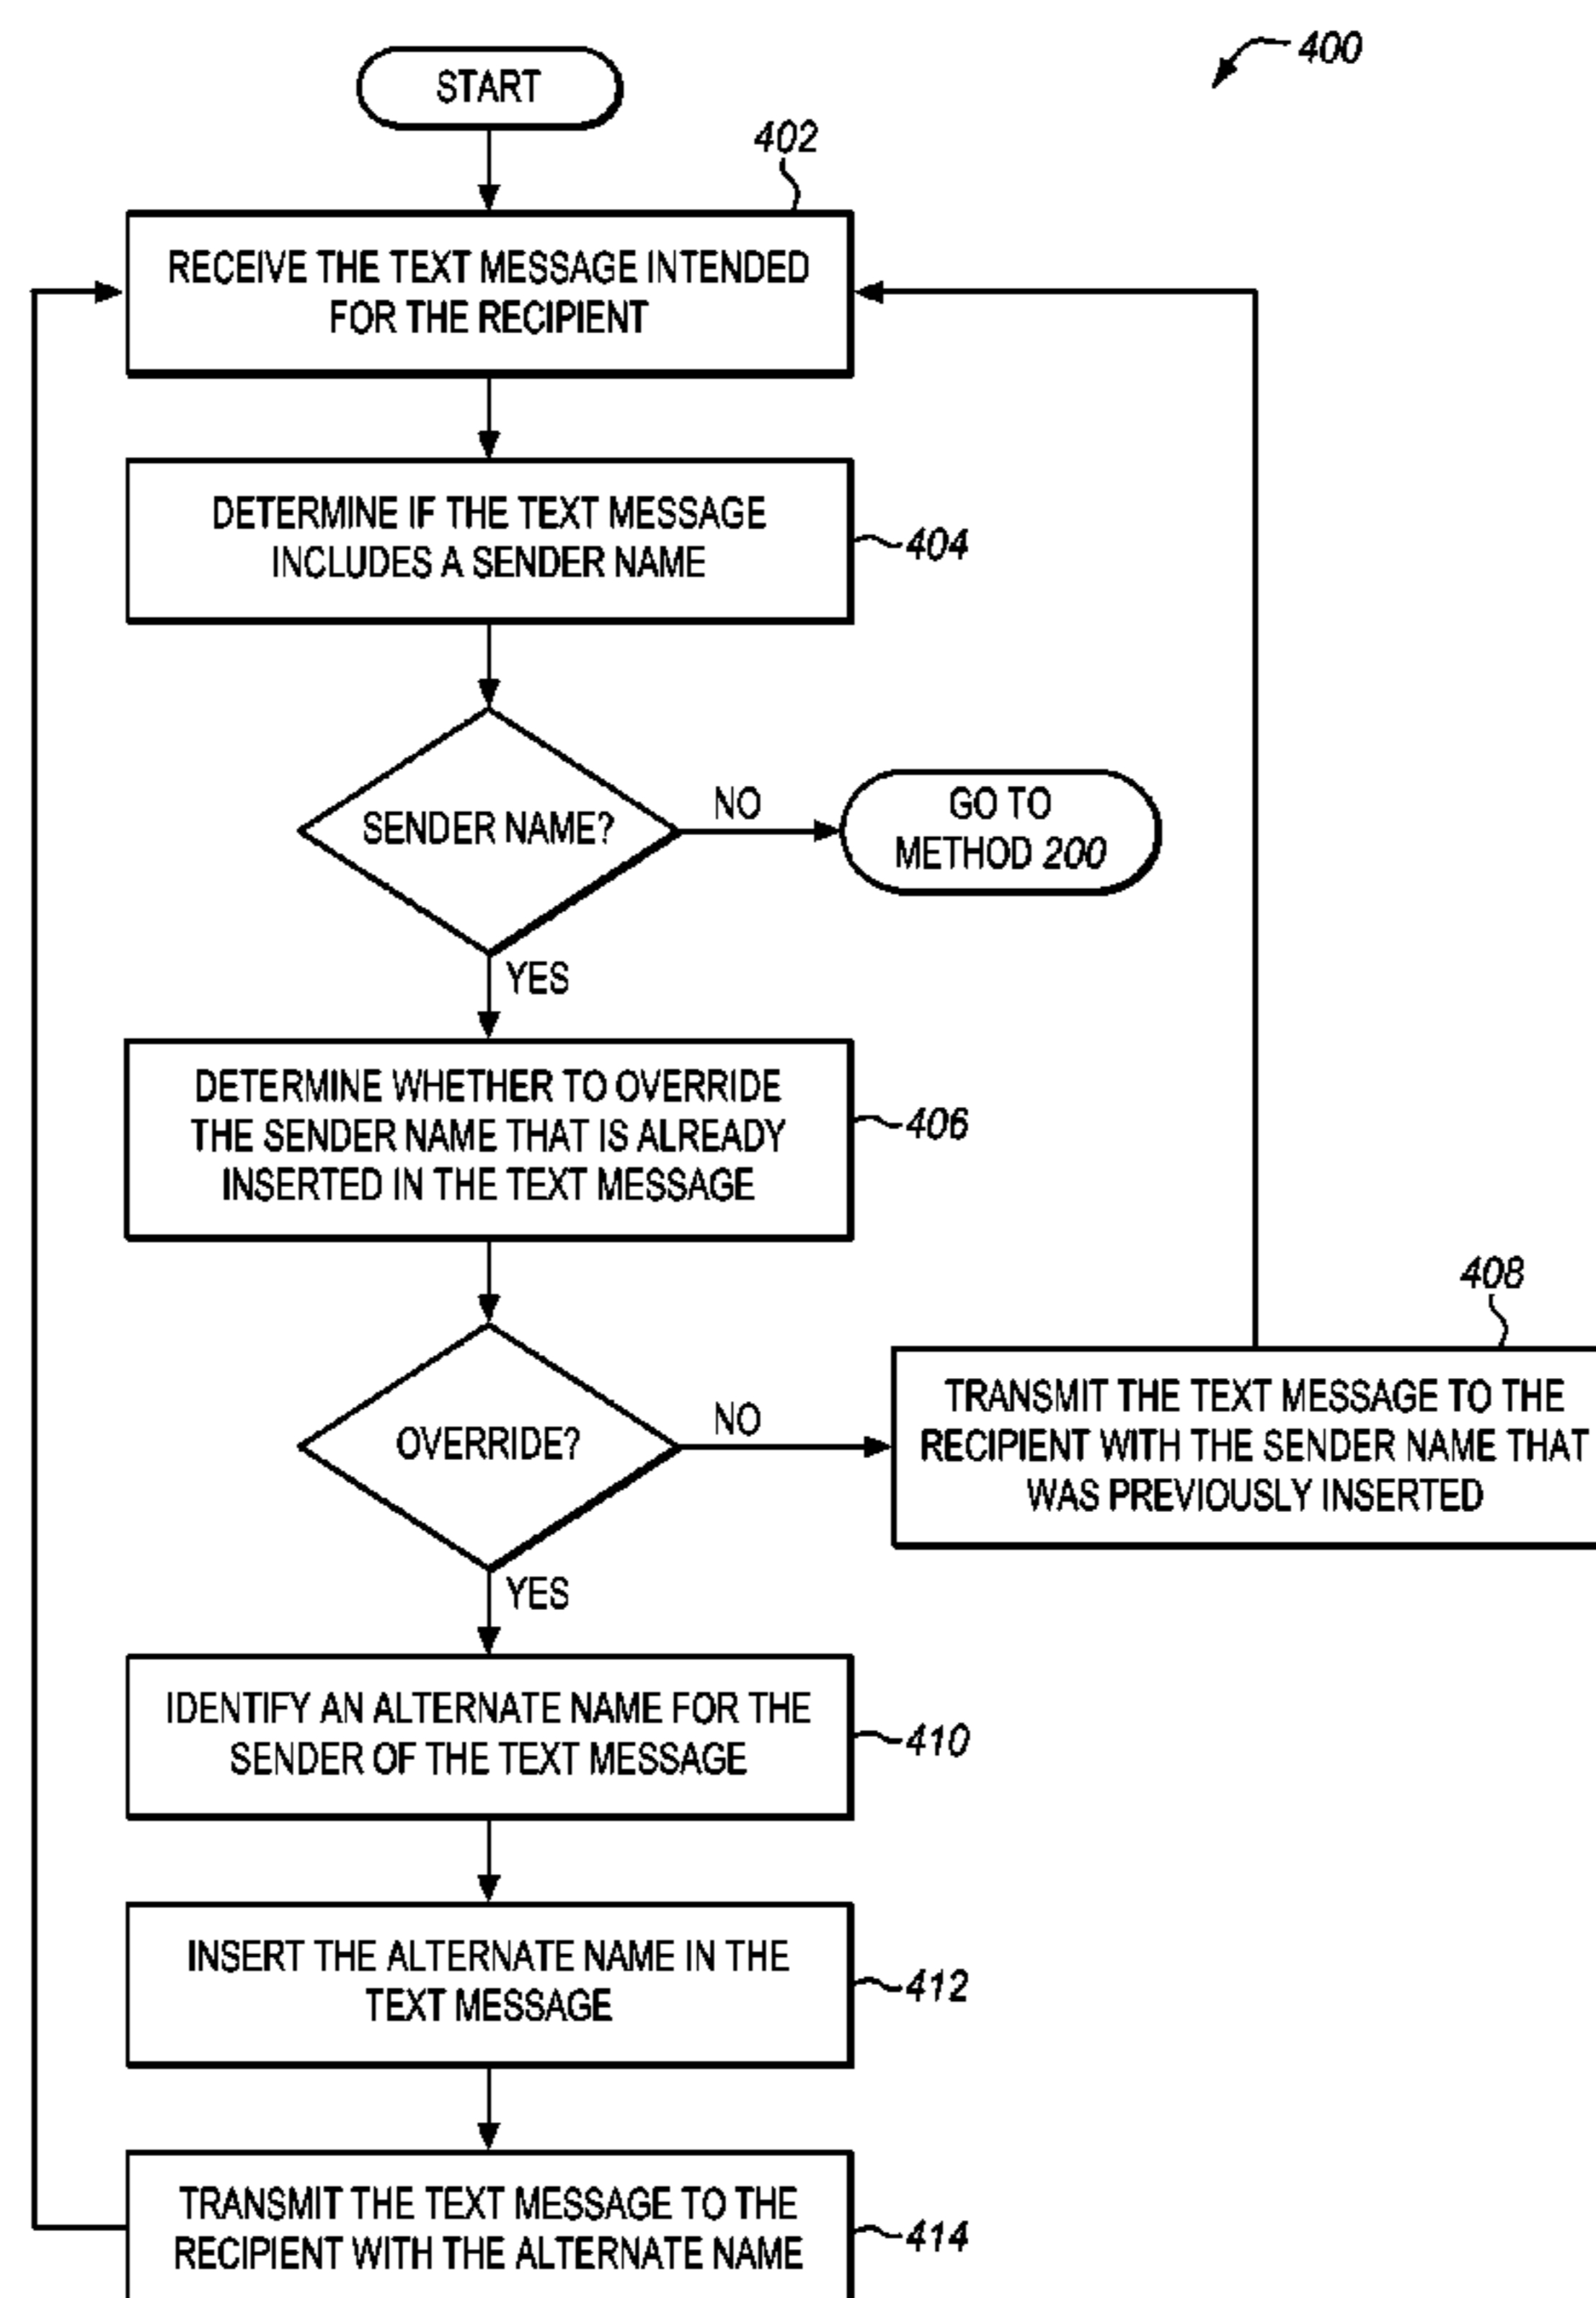 400
START
402
RECEIVE THE TEXT MESSAGE INTENDED
FOR THE RECIPIENT
DETERMINE IF THE TEXT MESSAGE
INCLUDES A SENDER NAME
404
SENDER NAME?
NO
GO TO
METHOD 200
YES
DETERMINE WHETHER TO OVERRIDE
THE SENDER NAME THAT IS ALREADY
INSERTED IN THE TEXT MESSAGE
406
408
OVERRIDE?
NO
TRANSMIT THE TEXT MESSAGE TO THE
RECIPIENT WITH THE SENDER NAME THAT
WAS PREVIOUSLY INSERTED
YES
IDENTIFY AN ALTERNATE NAME FOR THE
SENDER OF THE TEXT MESSAGE
410
INSERT THE ALTERNATE NAME IN THE
TEXT MESSAGE
412
TRANSMIT THE TEXT MESSAGE TO THE
RECIPIENT WITH THE ALTERNATE NAME
414